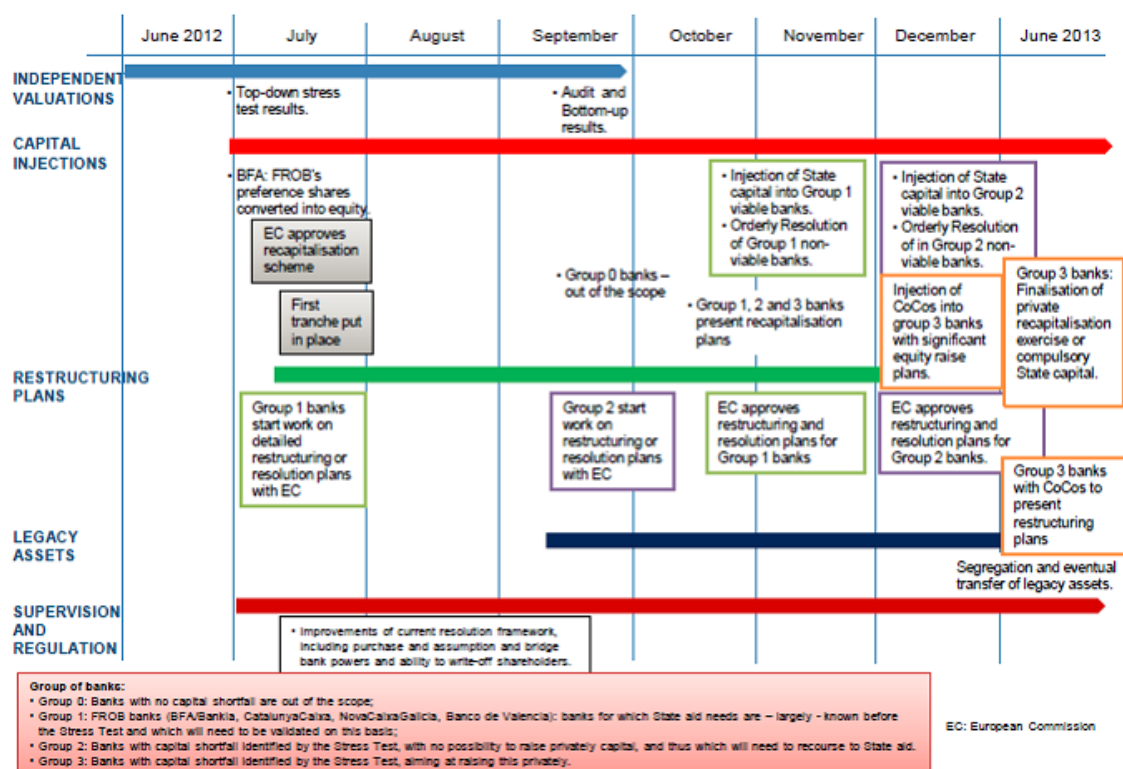 June 2012 July August September October November December June 2013
INDEPENDENT
VALUATIONS
• Top-down stress
test results.
• Audit and
Bottom-up
results.
CAPITAL
INJECTIONS
• BFA: FROB's
preference shares
converted into equity.
EC approves
recapitalisation
scheme
First
tranche put
in place
• Group 0 banks –
out of the scope
• Group 1, 2 and 3 banks
present recapitalisation
plans
• Injection of State
capital into Group 1
viable banks.
• Orderly Resolution
of Group 1 non-
viable banks.
• Injection of State
capital into Group 2
viable banks.
• Orderly Resolution
of in Group 2 non-
viable banks.
Injection of
CoCos into
group 3 banks
with significant
equity raise
plans.
Group 3 banks:
Finalisation of
private
recapitalisation
exercise or
compulsory
State capital.
RESTRUCTURING
PLANS
Group 1 banks
start work on
detailed
restructuring or
resolution plans
with EC
Group 2 start
work on
restructuring or
resolution plans
with EC
EC approves
restructuring and
resolution plans for
Group 1 banks
EC approves
restructuring and
resolution plans for
Group 2 banks.
Group 3 banks
with CoCos to
present
restructuring
plans
LEGACY
ASSETS
Segregation and eventual
transfer of legacy assets.
SUPERVISION
AND
REGULATION
• Improvements of current resolution framework,
including purchase and assumption and bridge
bank powers and ability to write-off shareholders.
Group of banks:
• Group 0: Banks with no capital shortfall are out of the scope;
• Group 1: FROB banks (BFA/Bankia, CatalunyaCaixa, NovaCaixaGalicia, Banco de Valencia): banks for which State aid needs are – largely - known before
the Stress Test and which will need to be validated on this basis;
• Group 2: Banks with capital shortfall identified by the Stress Test, with no possibility to raise privately capital, and thus which will need to recourse to State aid.
• Group 3: Banks with capital shortfall identified by the Stress Test, aiming at raising this privately.
EC: European Commission